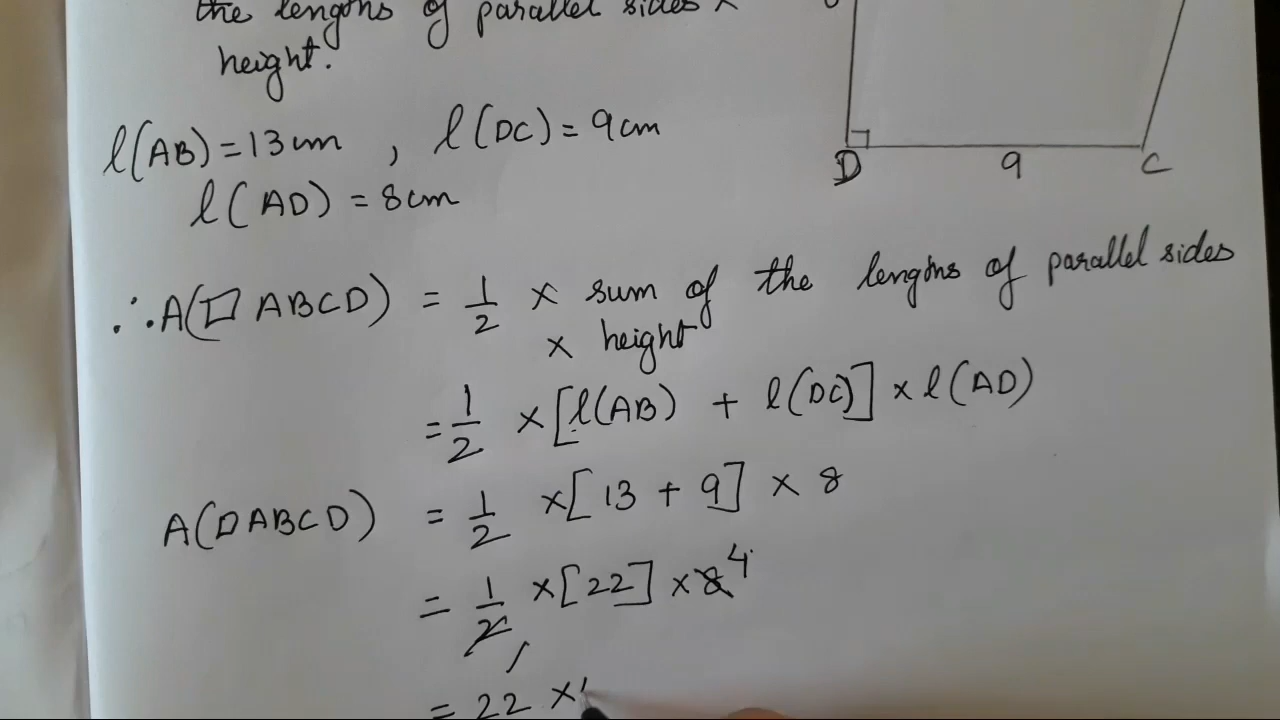 the lengths of parallel sides ×
height.
l(AB) = 13 cm , l(DC) = 9 cm
l(AD) = 8 cm
D 9 C
∴ A(□ ABCD) = 1/2 × sum of the lengths of parallel sides
× height
= 1/2 × [l(AB) + l(DC)] × l(AD)
A(□ABCD) = 1/2 × [13 + 9] × 8
= 1/2 × [22] × 8 4
1
= 22 ×